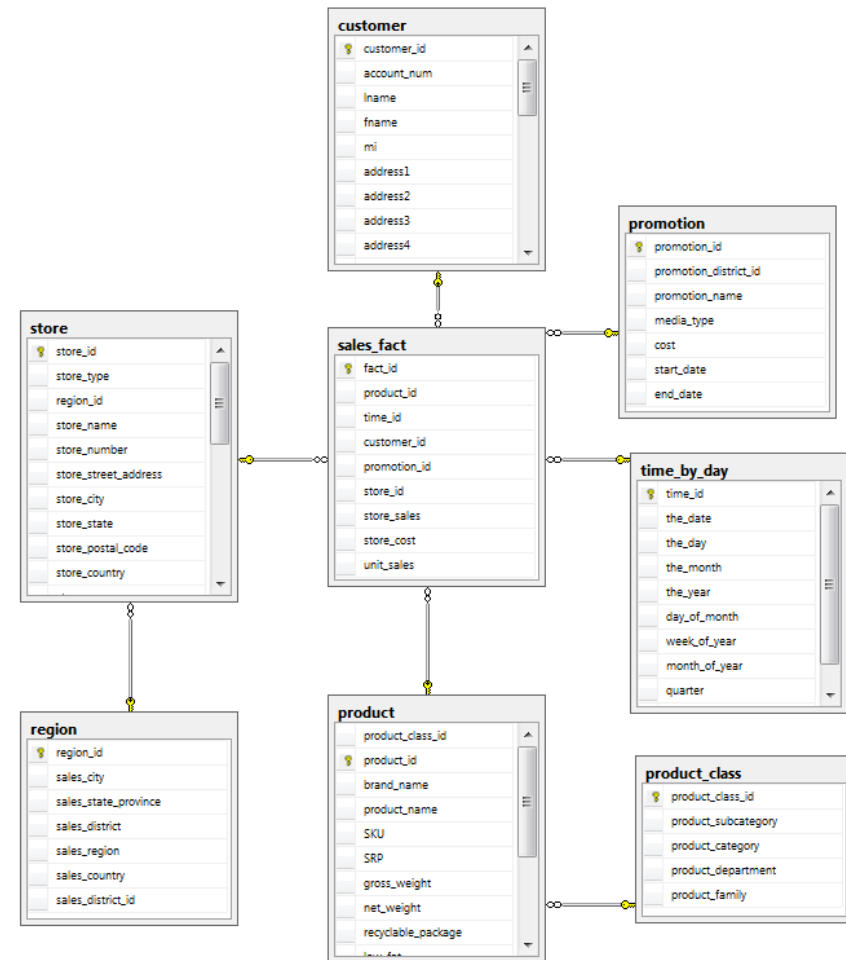 customer
customer_id
account_num
lname
fname
mi
address1
address2
address3
address4
promotion
promotion_id
promotion_district_id
promotion_name
media_type
cost
start_date
end_date
store
store_id
store_type
region_id
store_name
store_number
store_street_address
store_city
store_state
store_postal_code
store_country
sales_fact
fact_id
product_id
time_id
customer_id
promotion_id
store_id
store_sales
store_cost
unit_sales
time_by_day
time_id
the_date
the_day
the_month
the_year
day_of_month
week_of_year
month_of_year
quarter
region
region_id
sales_city
sales_state_province
sales_district
sales_region
sales_country
sales_district_id
product
product_class_id
product_id
brand_name
product_name
SKU
SRP
gross_weight
net_weight
recyclable_package
low_fat
product_class
product_class_id
product_subcategory
product_category
product_department
product_family